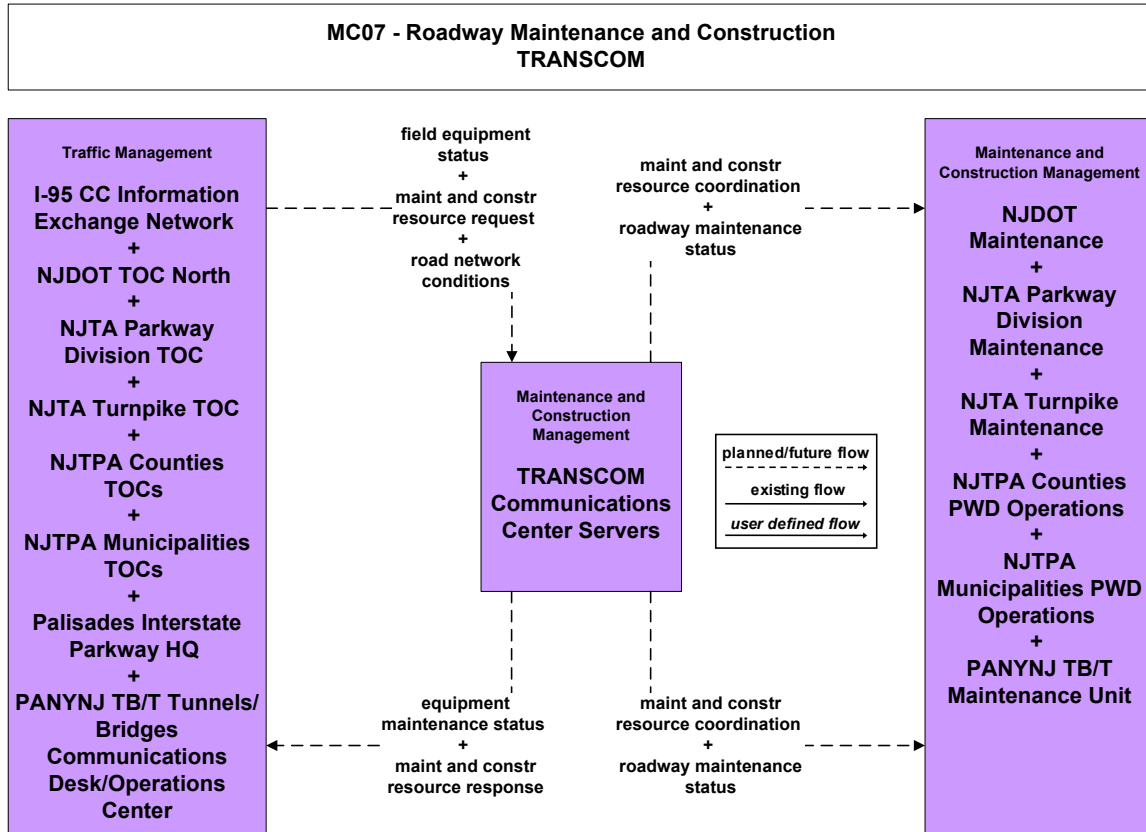 MC07 - Roadway Maintenance and Construction
TRANSCOM
Traffic Management
I-95 CC Information
Exchange Network
+
NJDOT TOC North
+
NJTA Parkway
Division TOC
+
NJTA Turnpike TOC
+
NJTPA Counties
TOCs
+
NJTPA Municipalities
TOCs
+
Palisades Interstate
Parkway HQ
+
PANYNJ TB/T Tunnels/
Bridges
Communications
Desk/Operations
Center
field equipment
status
+
maint and constr
resource request
+
road network
conditions
maint and constr
resource coordination
+
roadway maintenance
status
Maintenance and
Construction
Management
TRANSCOM
Communications
Center Servers
planned/future flow
existing flow
user defined flow
equipment
maintenance status
+
maint and constr
resource response
maint and constr
resource coordination
+
roadway maintenance
status
Maintenance and
Construction Management
NJDOT
Maintenance
+
NJTA Parkway
Division
Maintenance
+
NJTA Turnpike
Maintenance
+
NJTPA Counties
PWD Operations
+
NJTPA
Municipalities PWD
Operations
+
PANYNJ TB/T
Maintenance Unit